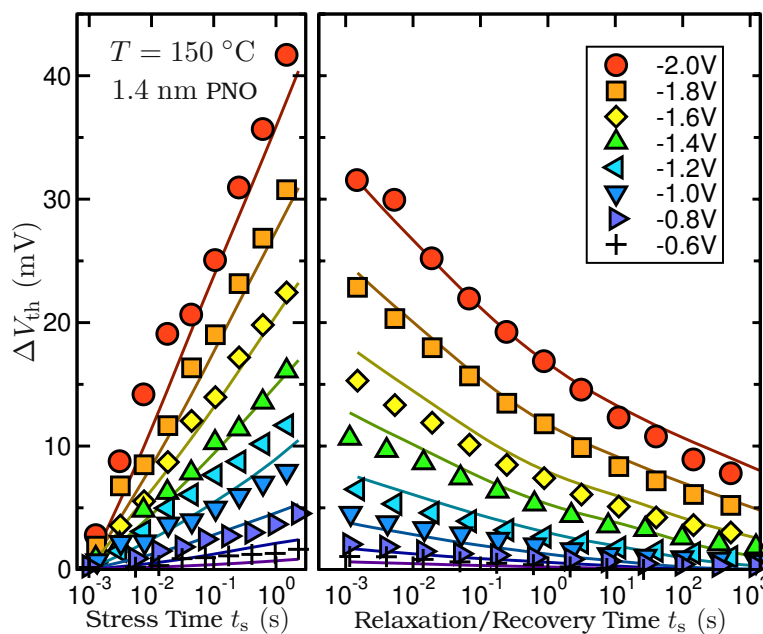 T = 150 °C
1.4 nm PNO
-2.0V
-1.8V
-1.6V
-1.4V
-1.2V
-1.0V
-0.8V
-0.6V
40
30
20
10
0
ΔVth (mV)
10⁻³ 10⁻² 10⁻¹ 10⁰
10⁻³ 10⁻² 10⁻¹ 10⁰ 10¹ 10² 10³
Stress Time ts (s)
Relaxation/Recovery Time ts (s)